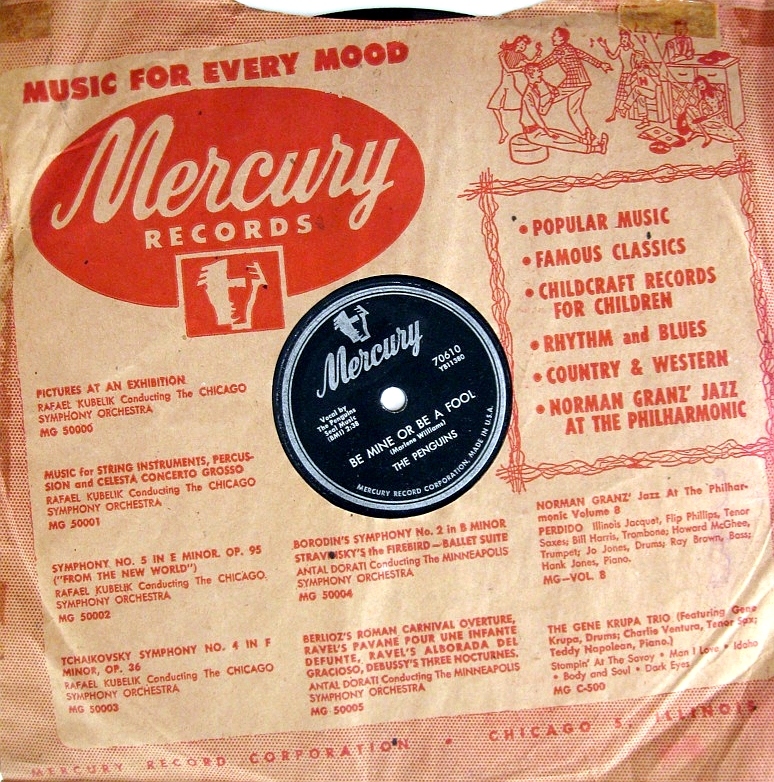 MUSIC FOR EVERY MOOD
Mercury
RECORDS
• POPULAR MUSIC
• FAMOUS CLASSICS
• CHILDCRAFT RECORDS
FOR CHILDREN
• RHYTHM and BLUES
• COUNTRY & WESTERN
• NORMAN GRANZ' JAZZ
AT THE PHILHARMONIC
Mercury
70610
YB11380
Vocal by
The Penguins
Seal Music
(BMI) 2:38
BE MINE OR BE A FOOL
(Marlene Williams)
THE PENGUINS
MERCURY RECORD CORPORATION, MADE IN U.S.A.
PICTURES AT AN EXHIBITION
RAFAEL KUBELIK Conducting The CHICAGO
SYMPHONY ORCHESTRA
MG 50000
MUSIC for STRING INSTRUMENTS, PERCUS-
SION and CELESTA CONCERTO GROSSO
RAFAEL KUBELIK Conducting The CHICAGO
SYMPHONY ORCHESTRA
MG 50001
SYMPHONY NO. 5 IN E MINOR, OP. 95
("FROM THE NEW WORLD")
RAFAEL KUBELIK Conducting The CHICAGO
SYMPHONY ORCHESTRA
MG 50002
TCHAIKOVSKY SYMPHONY NO. 4 IN F
MINOR, OP. 36
RAFAEL KUBELIK Conducting The CHICAGO
SYMPHONY ORCHESTRA
MG 50003
BORODIN'S SYMPHONY No. 2 in B MINOR
STRAVINSKY'S the FIREBIRD—BALLET SUITE
ANTAL DORATI Conducting The MINNEAPOLIS
SYMPHONY ORCHESTRA
MG 50004
BERLIOZ'S ROMAN CARNIVAL OVERTURE,
RAVEL'S PAVANE POUR UNE INFANTE
DEFUNTE, RAVEL'S ALBORADA DEL
GRACIOSO, DEBUSSY'S THREE NOCTURNES.
ANTAL DORATI Conducting The MINNEAPOLIS
SYMPHONY ORCHESTRA
MG 50005
NORMAN GRANZ' Jazz At The Philhar-
monic Volume 8
PERDIDO Illinois Jacquet, Flip Phillips, Tenor
Saxes; Bill Harris, Trombone; Howard McGhee,
Trumpet; Jo Jones, Drums; Ray Brown, Bass;
Hank Jones, Piano.
MG—VOL. 8
THE GENE KRUPA TRIO (Featuring Gene
Krupa, Drums; Charlie Ventura, Tenor Sax;
Teddy Napolean, Piano.)
Stompin' At The Savoy • Man I Love • Idaho
• Body and Soul • Dark Eyes
MG C-500
MERCURY RECORD CORPORATION • CHICAGO 5, ILLINOIS